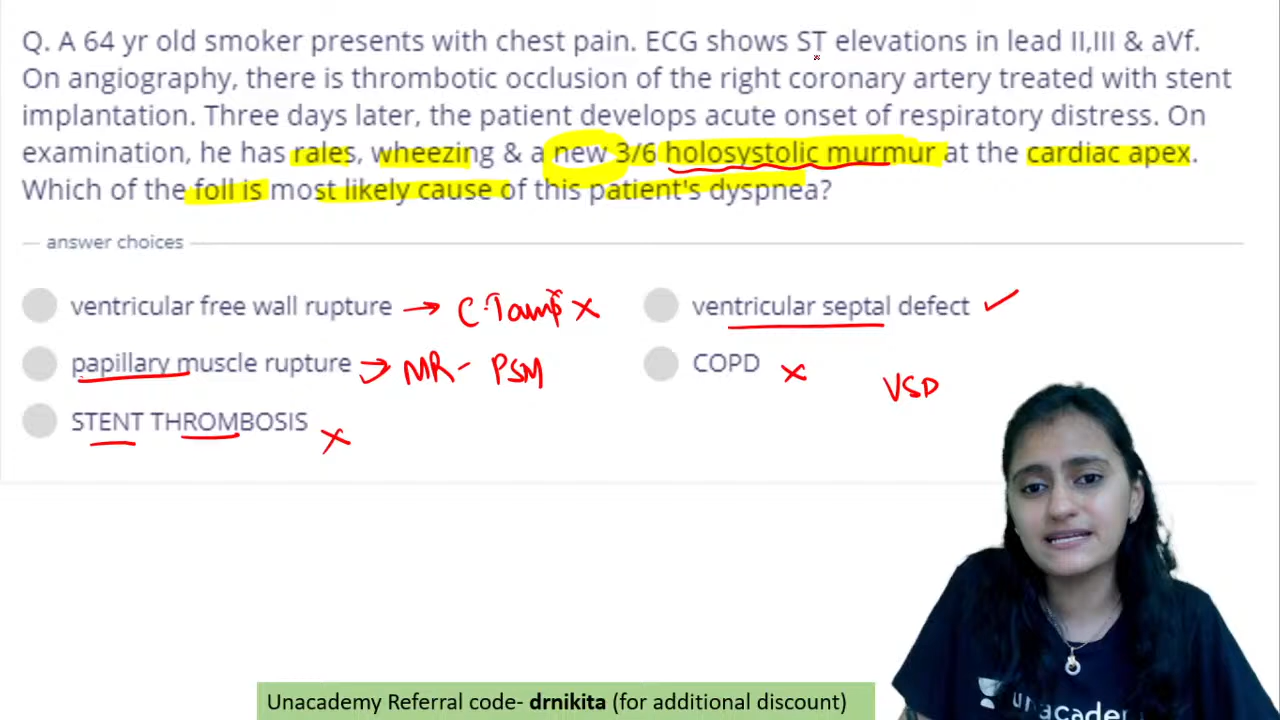 Q. A 64 yr old smoker presents with chest pain. ECG shows ST elevations in lead II,III & aVf.
On angiography, there is thrombotic occlusion of the right coronary artery treated with stent
implantation. Three days later, the patient develops acute onset of respiratory distress. On
examination, he has rales, wheezing & a new 3/6 holosystolic murmur at the cardiac apex.
Which of the foll is most likely cause of this patient's dyspnea?
answer choices
ventricular free wall rupture → C.Tamp x
ventricular septal defect ✓
papillary muscle rupture → MR - PSM
COPD x
VSD
STENT THROMBOSIS x
unacadem
Unacademy Referral code- drnikita (for additional discount)